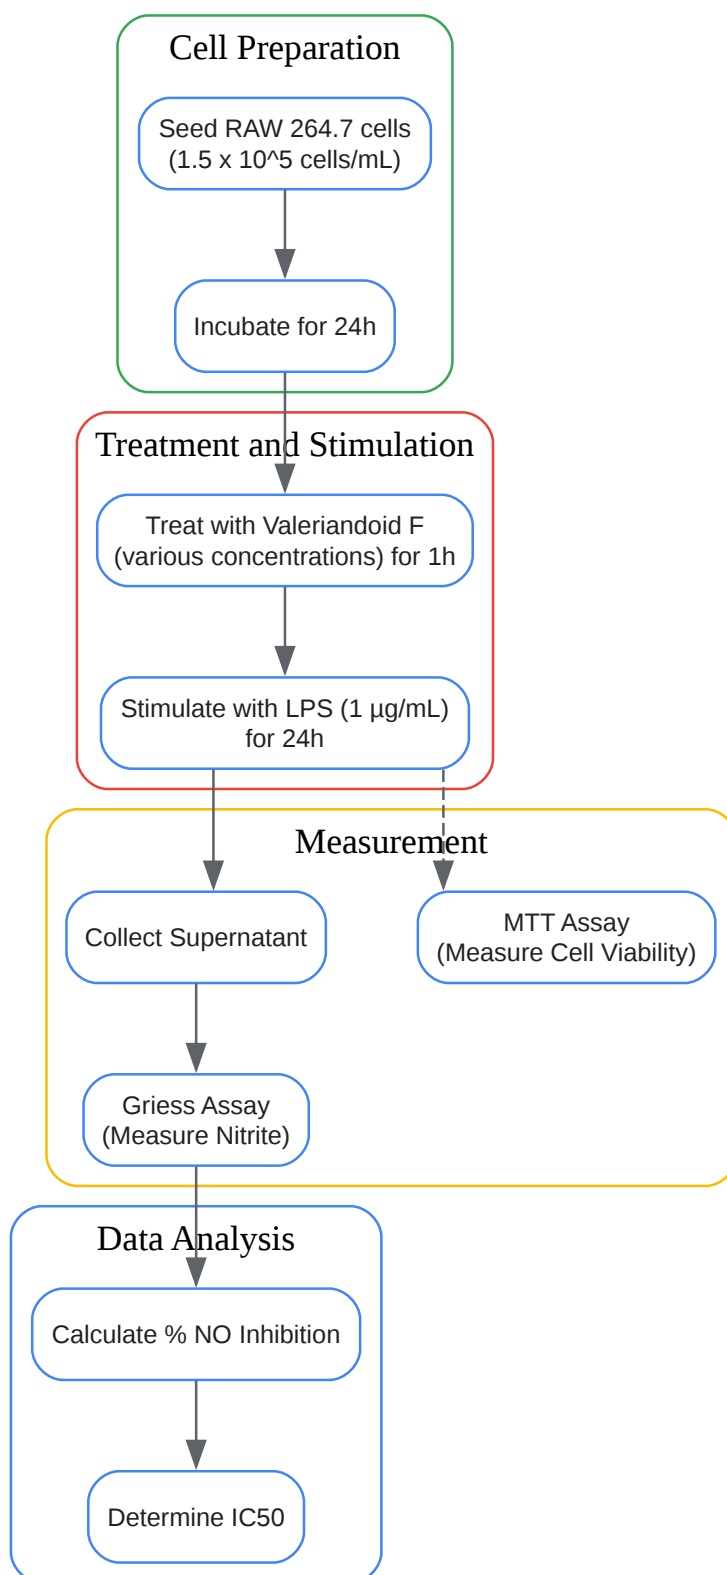 Cell Preparation
Seed RAW 264.7 cells
(1.5 x 10^5 cells/mL)
Incubate for 24h
Treatment and Stimulation
Treat with Valeriandoid F
(various concentrations) for 1h
Stimulate with LPS (1 µg/mL)
for 24h
Measurement
Collect Supernatant
MTT Assay
(Measure Cell Viability)
Griess Assay
(Measure Nitrite)
Data Analysis
Calculate % NO Inhibition
Determine IC50